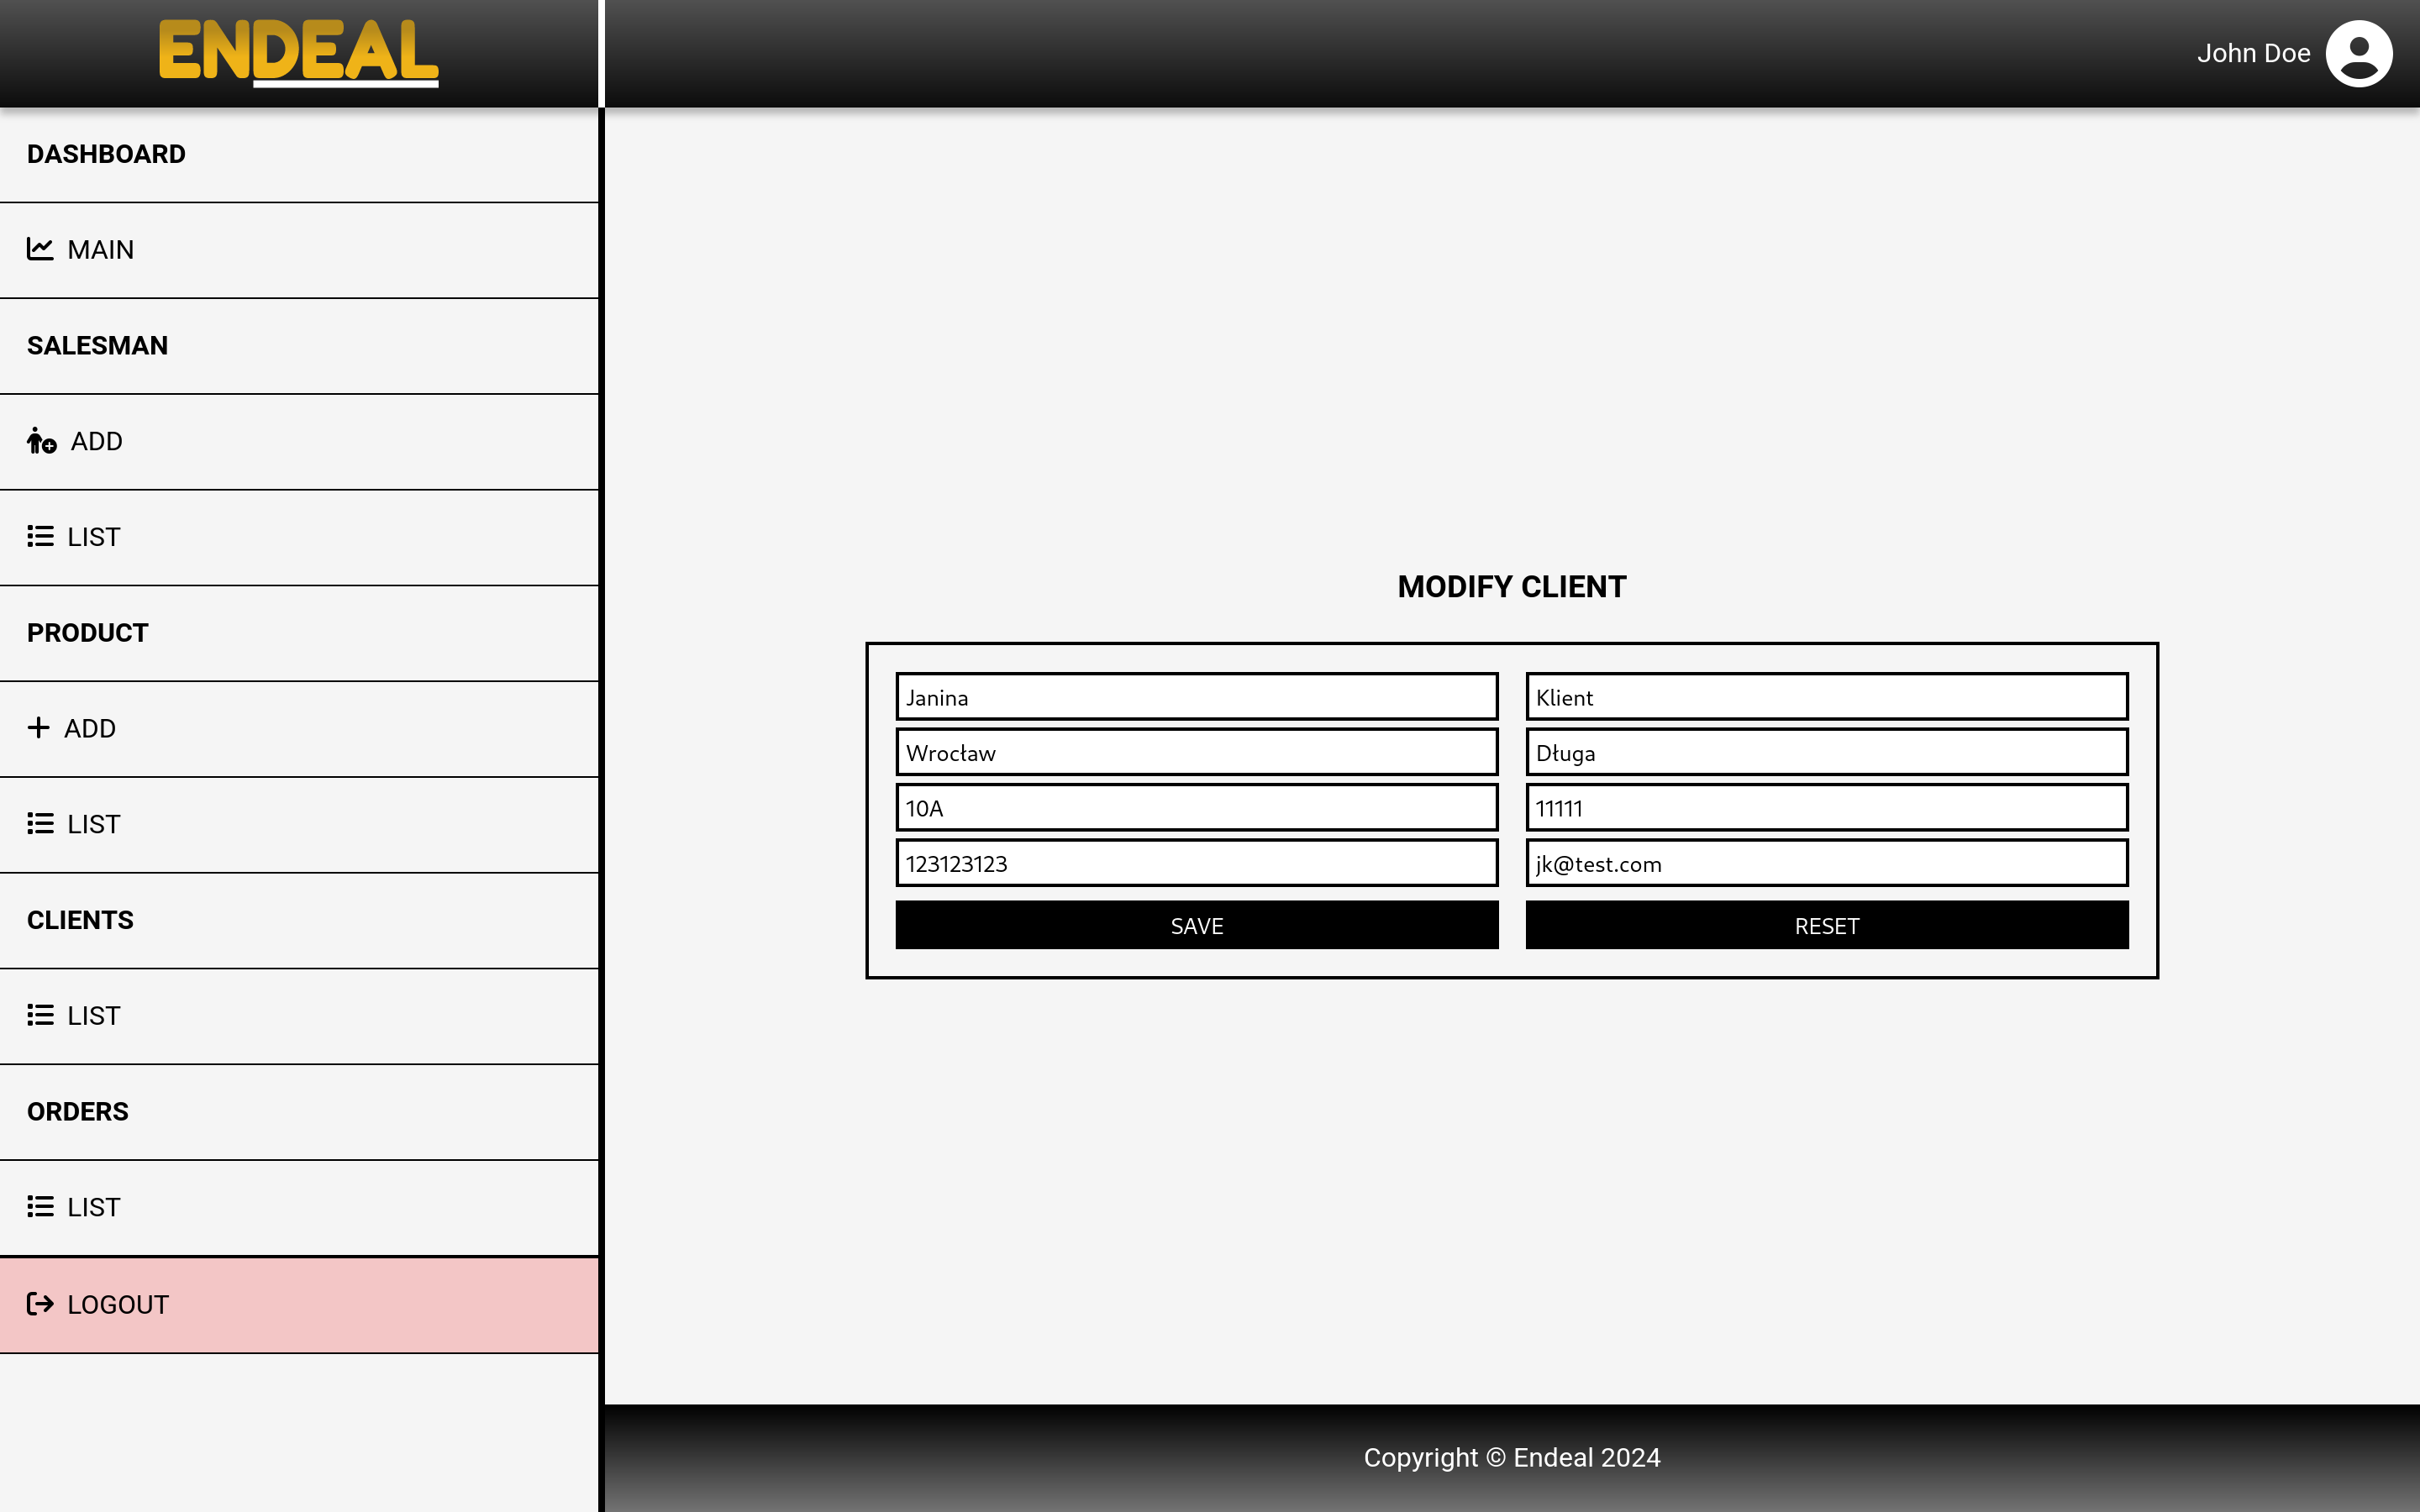 ENDEAL
John Doe
DASHBOARD
MAIN
SALESMAN
ADD
LIST
PRODUCT
ADD
LIST
CLIENTS
LIST
ORDERS
LIST
LOGOUT
MODIFY CLIENT
Janina Klient
Wrocław Długa
10A 11111
123123123 jk@test.com
SAVE RESET
Copyright © Endeal 2024